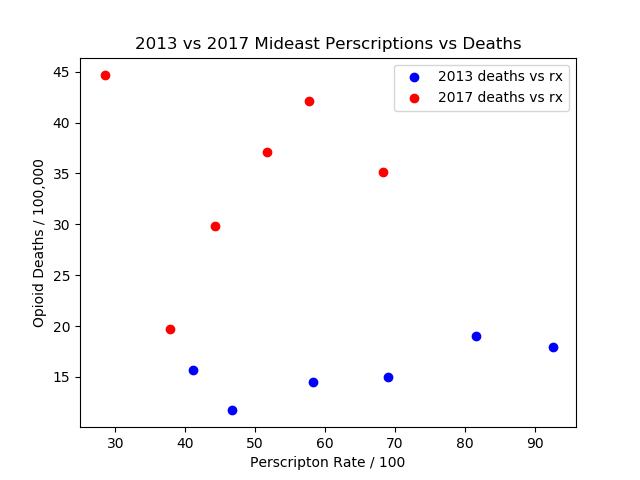 2013 vs 2017 Mideast Perscriptions vs Deaths
2013 deaths vs rx
2017 deaths vs rx
Opioid Deaths / 100,000
45
40
35
30
25
20
15
30 40 50 60 70 80 90
Perscripton Rate / 100